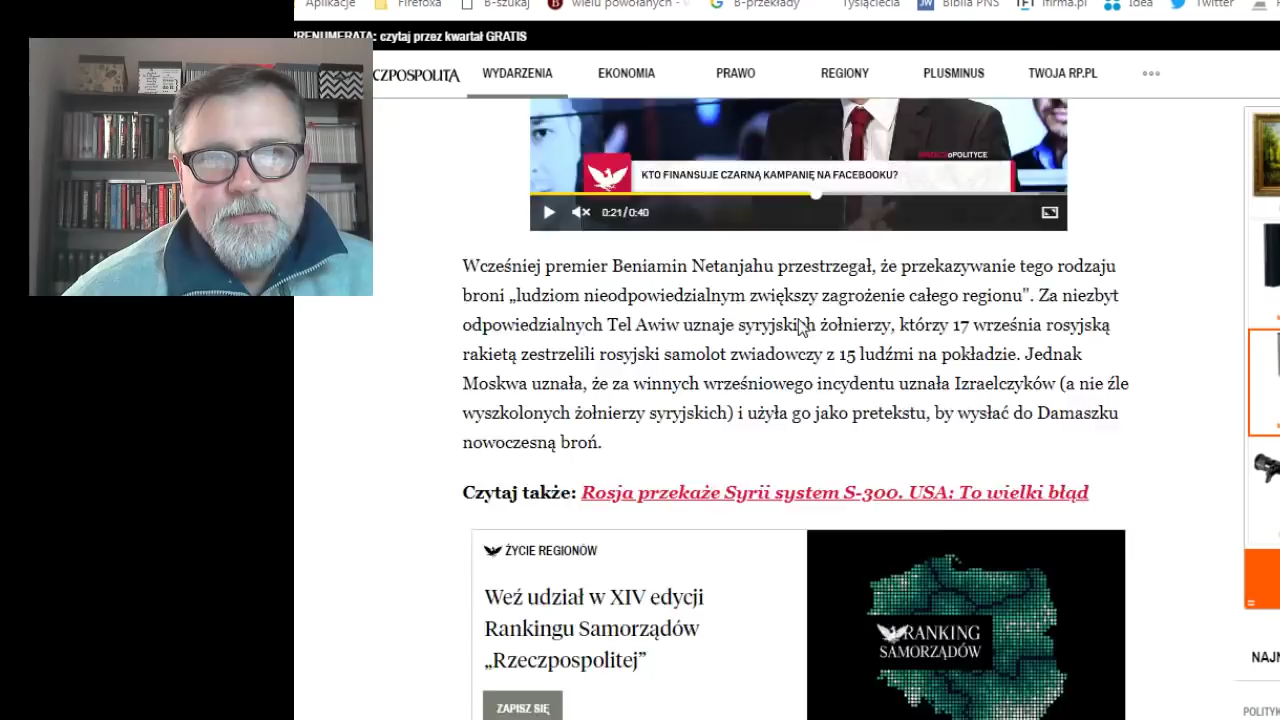 Aplikacje Firefoxa B-szukaj wielu powołanych - B-przekłady Tysiąclecia Biblia PNS ifirma.pl Idea Twitter
PRENUMERATA: czytaj przez kwartał GRATIS
CZPOSPOLITA WYDARZENIA EKONOMIA PRAWO REGIONY PLUSMINUS TWOJA RP.PL
oPOLITYCE
KTO FINANSUJE CZARNĄ KAMPANIĘ NA FACEBOOKU?
0:21/0:40
Wcześniej premier Beniamin Netanjahu przestrzegał, że przekazywanie tego rodzaju
broni „ludziom nieodpowiedzialnym zwiększy zagrożenie całego regionu". Za niezbyt
odpowiedzialnych Tel Awiw uznaje syryjskich żołnierzy, którzy 17 września rosyjską
rakietą zestrzelili rosyjski samolot zwiadowczy z 15 ludźmi na pokładzie. Jednak
Moskwa uznała, że za winnych wrześniowego incydentu uznała Izraelczyków (a nie źle
wyszkolonych żołnierzy syryjskich) i użyła go jako pretekstu, by wysłać do Damaszku
nowoczesną broń.
Czytaj także: Rosja przekaże Syrii system S-300. USA: To wielki błąd
ŻYCIE REGIONÓW
Weź udział w XIV edycji
Rankingu Samorządów
„Rzeczpospolitej”
ZAPISZ SIĘ
RANKING
SAMORZĄDÓW
NAJN
POLITYK